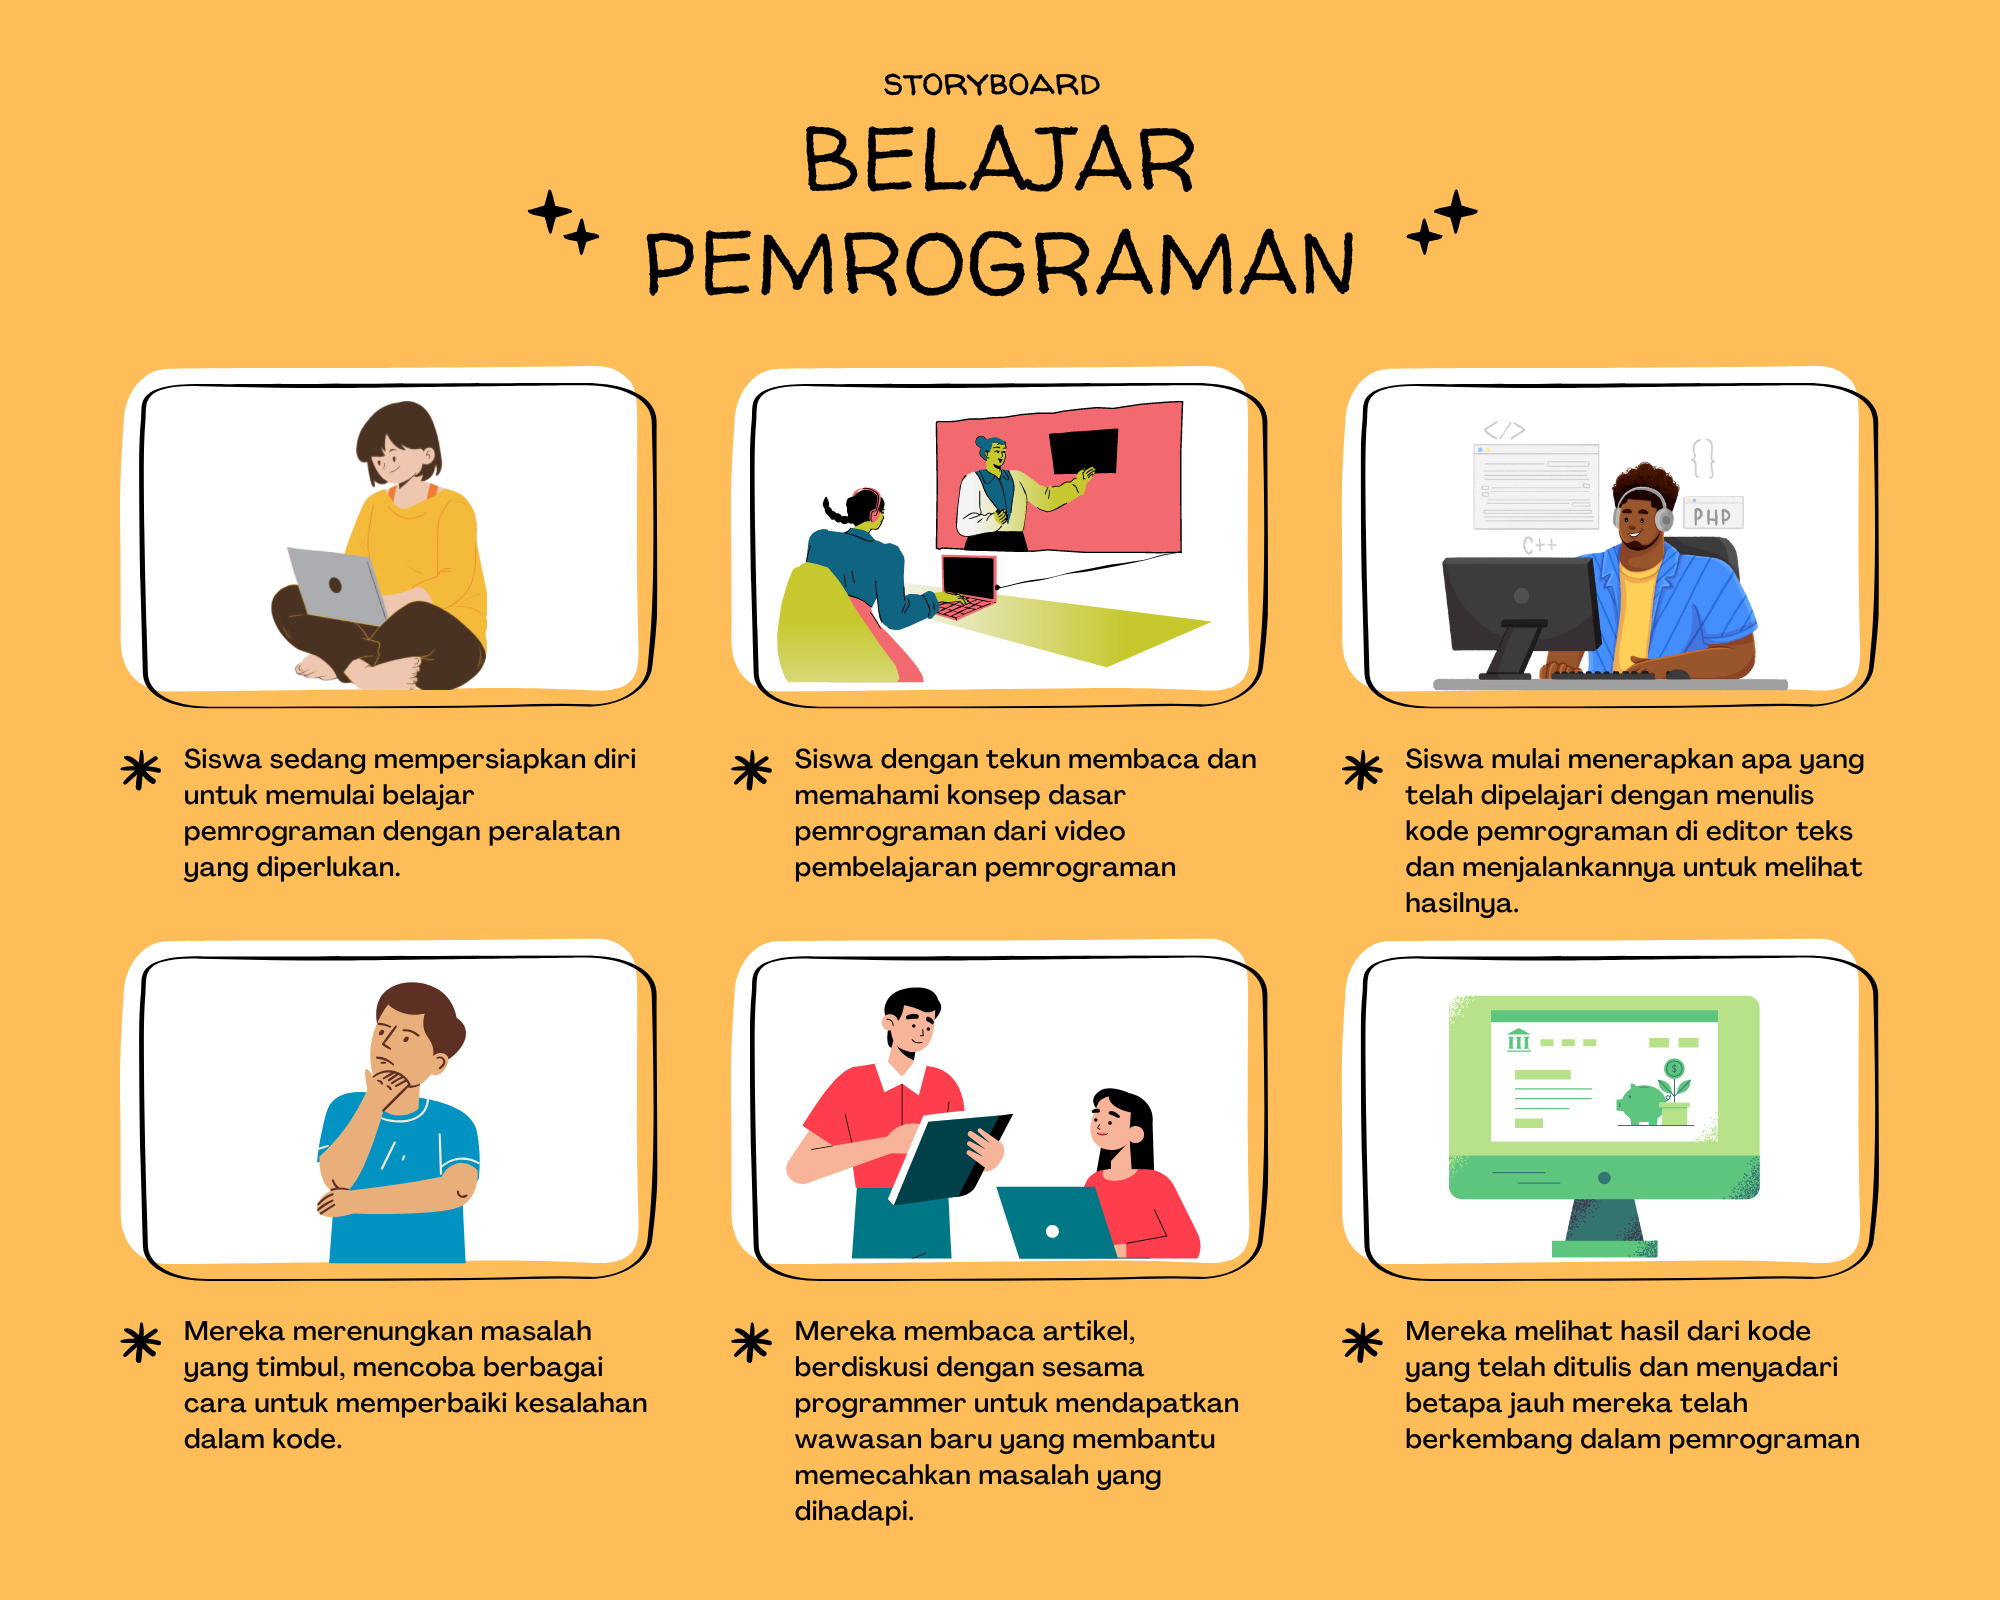 STORYBOARD
BELAJAR
PEMROGRAMAN
</>
{}
PHP
C++
Siswa sedang mempersiapkan diri
untuk memulai belajar
pemrograman dengan peralatan
yang diperlukan.
Siswa dengan tekun membaca dan
memahami konsep dasar
pemrograman dari video
pembelajaran pemrograman
Siswa mulai menerapkan apa yang
telah dipelajari dengan menulis
kode pemrograman di editor teks
dan menjalankannya untuk melihat
hasilnya.
$
Mereka merenungkan masalah
yang timbul, mencoba berbagai
cara untuk memperbaiki kesalahan
dalam kode.
Mereka membaca artikel,
berdiskusi dengan sesama
programmer untuk mendapatkan
wawasan baru yang membantu
memecahkan masalah yang
dihadapi.
Mereka melihat hasil dari kode
yang telah ditulis dan menyadari
betapa jauh mereka telah
berkembang dalam pemrograman